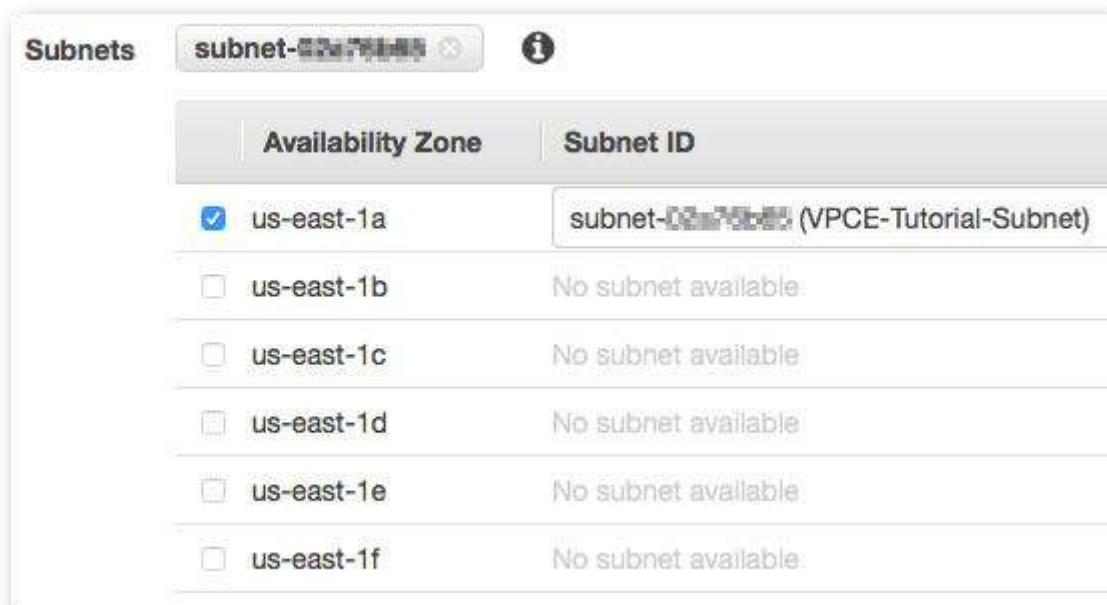 Subnets subnet-
Availability Zone Subnet ID
us-east-1a subnet- (VPCE-Tutorial-Subnet)
us-east-1b No subnet available
us-east-1c No subnet available
us-east-1d No subnet available
us-east-1e No subnet available
us-east-1f No subnet available